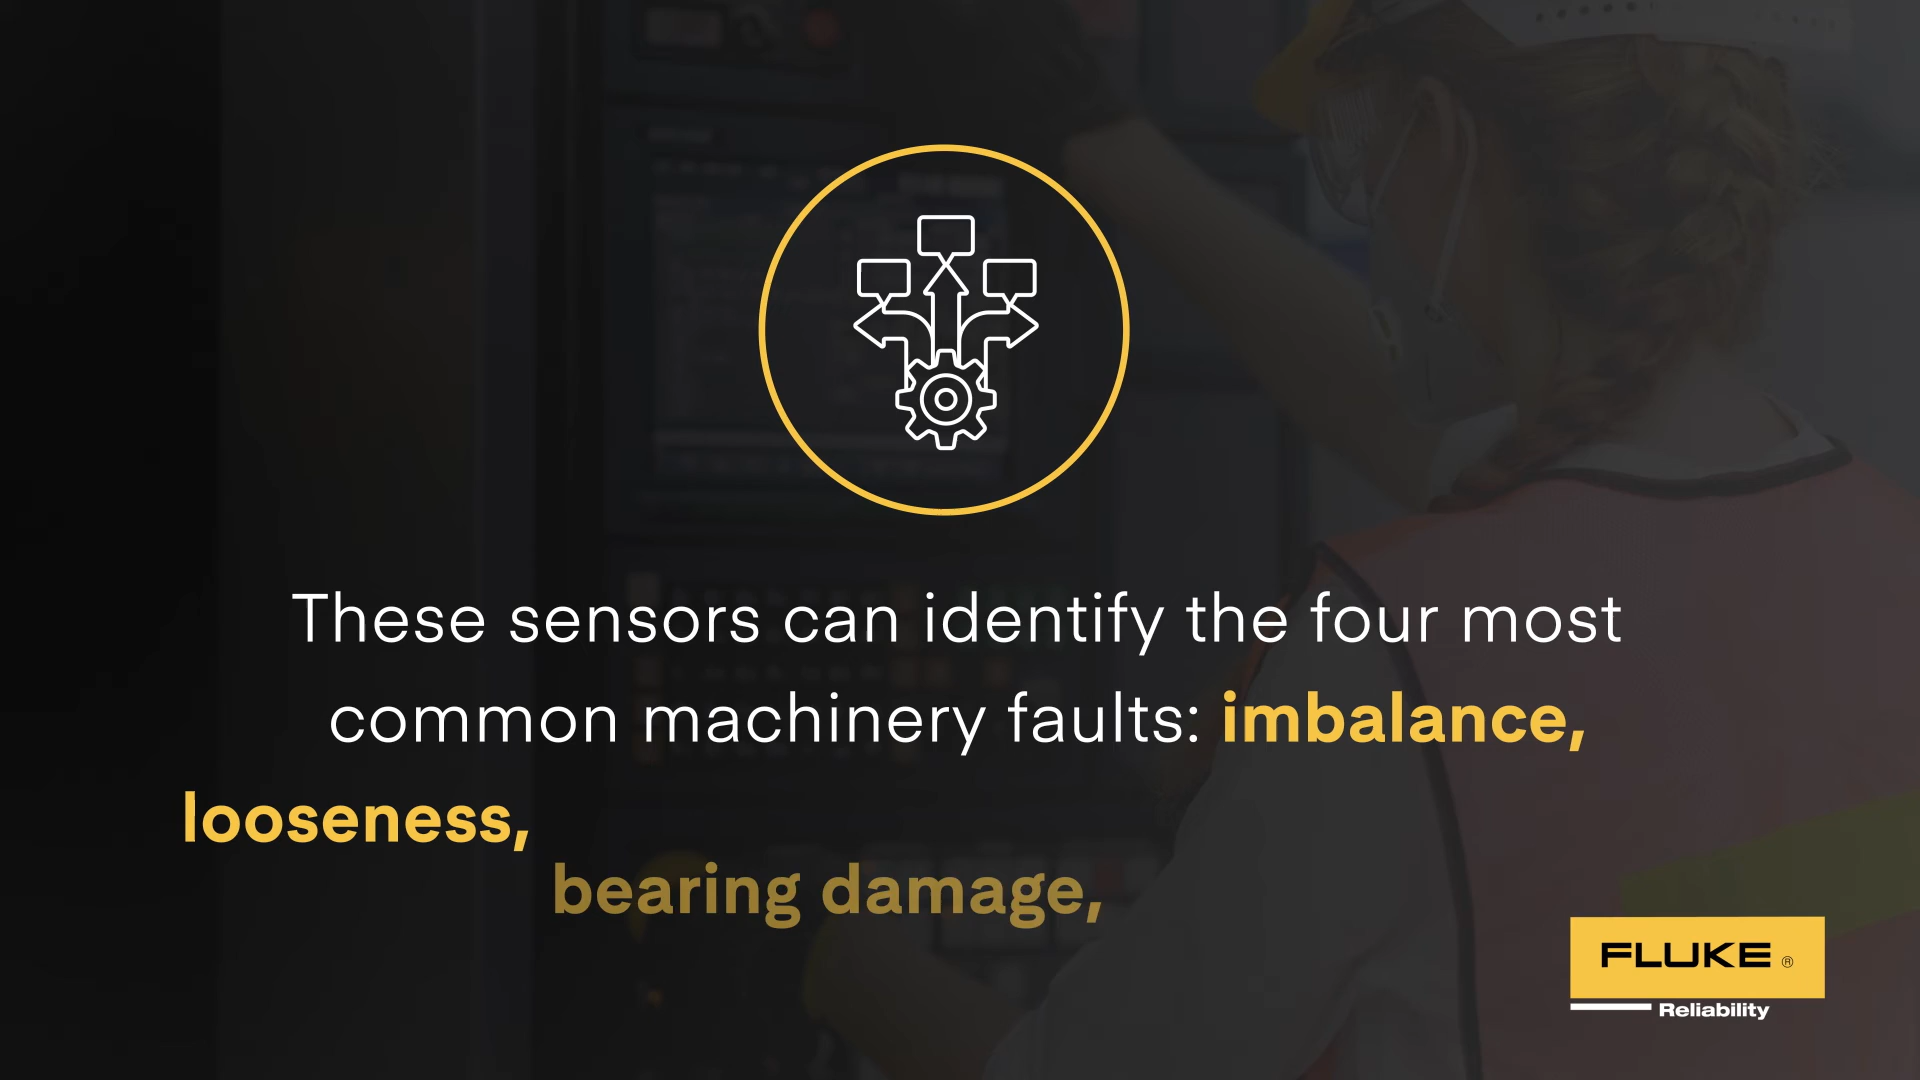 These sensors can identify the four most
common machinery faults: imbalance,
looseness,
bearing damage,
FLUKE ®
Reliability